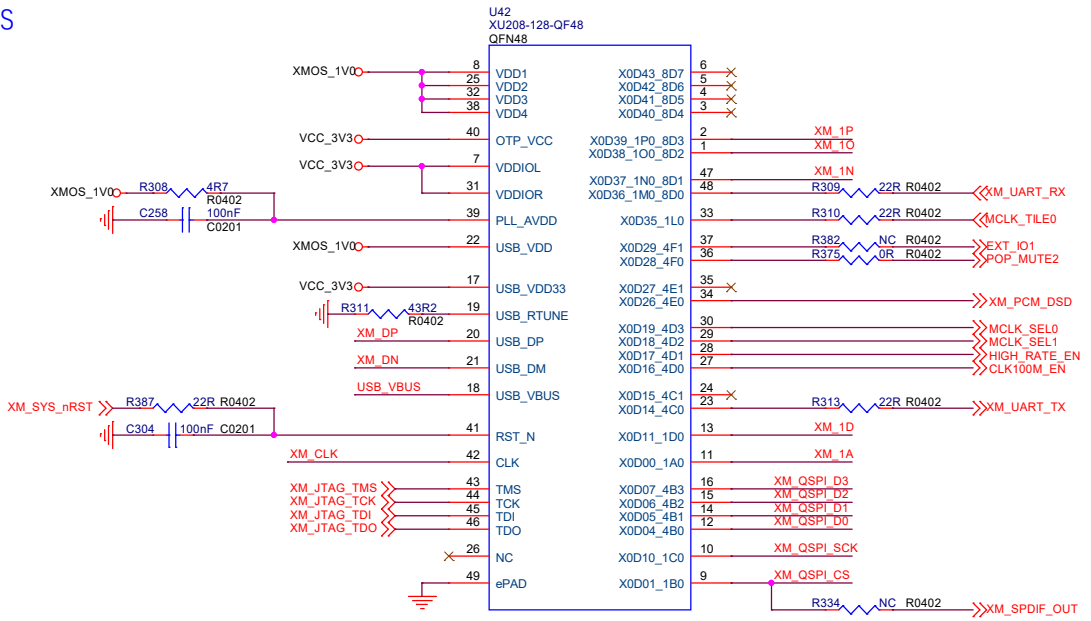 S
U42
XU208-128-QF48
QFN48
XMOS_1V0 8 VDD1 X0D43_8D7 6
25 VDD2 X0D42_8D6 5
32 VDD3 X0D41_8D5 4
38 VDD4 X0D40_8D4 3
VCC_3V3 40 OTP_VCC X0D39_1P0_8D3 2 XM_1P
X0D38_1O0_8D2 1 XM_1O
VCC_3V3 7 VDDIOL X0D37_1N0_8D1 47 XM_1N
31 VDDIOR X0D36_1M0_8D0 48 R309 22R R0402 XM_UART_RX
XMOS_1V0 R308 4R7 R0402
C258 100nF C0201 39 PLL_AVDD X0D35_1L0 33 R310 22R R0402 MCLK_TILE0
XMOS_1V0 22 USB_VDD X0D29_4F1 37 R382 NC R0402 EXT_IO1
X0D28_4F0 36 R375 0R R0402 POP_MUTE2
VCC_3V3 17 USB_VDD33 X0D27_4E1 35
X0D26_4E0 34 XM_PCM_DSD
R311 43R2 R0402 19 USB_RTUNE X0D19_4D3 30 MCLK_SEL0
XM_DP 20 USB_DP X0D18_4D2 29 MCLK_SEL1
X0D17_4D1 28 HIGH_RATE_EN
XM_DN 21 USB_DM X0D16_4D0 27 CLK100M_EN
USB_VBUS 18 USB_VBUS X0D15_4C1 24
XM_SYS_nRST R387 22R R0402 X0D14_4C0 23 R313 22R R0402 XM_UART_TX
C304 100nF C0201 41 RST_N X0D11_1D0 13 XM_1D
XM_CLK 42 CLK X0D00_1A0 11 XM_1A
XM_JTAG_TMS 43 TMS X0D07_4B3 16 XM_QSPI_D3
XM_JTAG_TCK 44 TCK X0D06_4B2 15 XM_QSPI_D2
XM_JTAG_TDI 45 TDI X0D05_4B1 14 XM_QSPI_D1
XM_JTAG_TDO 46 TDO X0D04_4B0 12 XM_QSPI_D0
26 NC X0D10_1C0 10 XM_QSPI_SCK
49 ePAD X0D01_1B0 9 XM_QSPI_CS
R334 NC R0402 XM_SPDIF_OUT